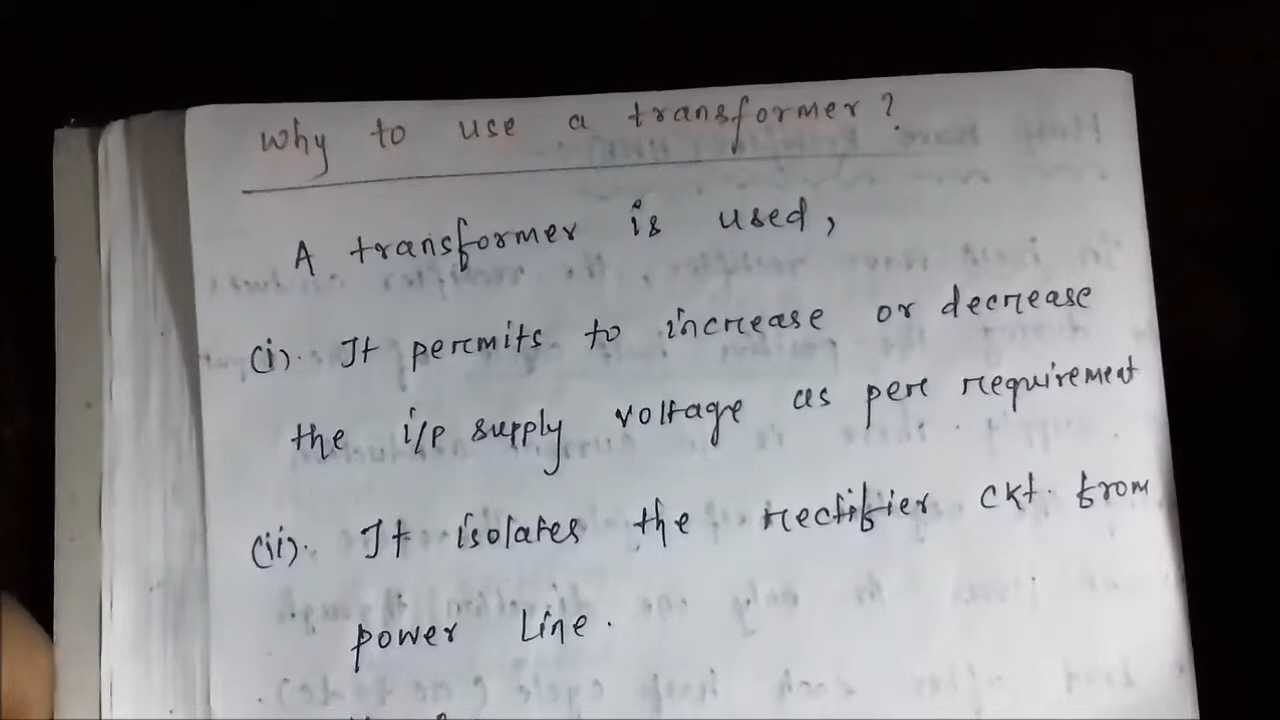 Why to use a transformer?
A transformer is used,
(i). It permits to increase or decrease
the i/p supply voltage as per requirement
(ii). It isolates the rectifier ckt. from
power Line.